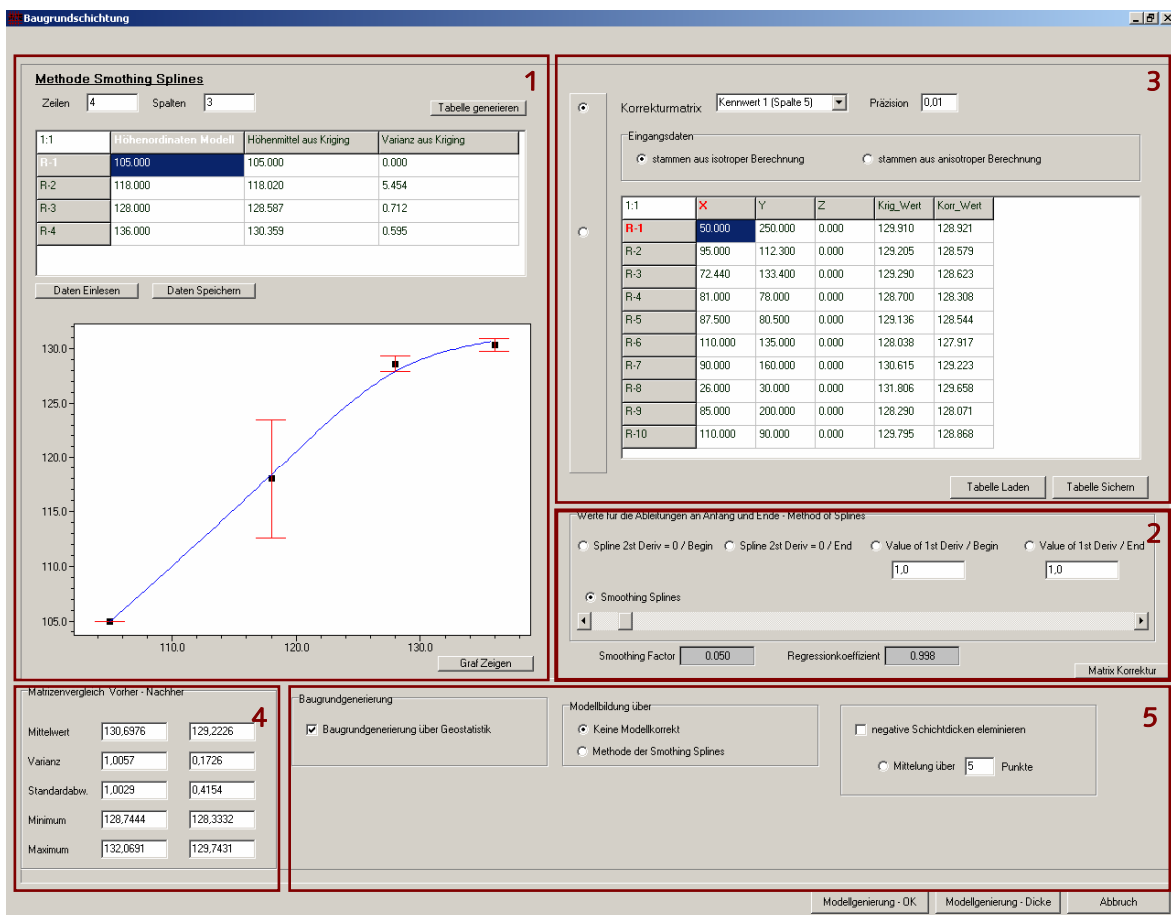 Baugrundschichtung
1
Methode Smothing Splines
Zeilen 4 Spalten 3 Tabelle generieren
1:1 Höhenordinaten Modell Höhenmittel aus Kriging Varianz aus Kriging
R-1 105.000 105.000 0.000
R-2 118.000 118.020 5.454
R-3 128.000 128.587 0.712
R-4 136.000 130.359 0.595
Daten Einlesen Daten Speichern
130.0
125.0
120.0
115.0
110.0
105.0
110.0 120.0 130.0
Graf Zeigen
3
Korrekturmatrix Kennwert 1 (Spalte 5) Präzision 0,01
Eingangsdaten
stammen aus isotroper Berechnung stammen aus anisotroper Berechnung
1:1 X Y Z Krig_Wert Korr_Wert
R-1 50.000 250.000 0.000 129.910 128.921
R-2 95.000 112.300 0.000 129.205 128.579
R-3 72.440 133.400 0.000 129.290 128.623
R-4 81.000 78.000 0.000 128.700 128.308
R-5 87.500 80.500 0.000 129.136 128.544
R-6 110.000 135.000 0.000 128.038 127.917
R-7 90.000 160.000 0.000 130.615 129.223
R-8 26.000 30.000 0.000 131.806 129.658
R-9 85.000 200.000 0.000 128.290 128.071
R-10 110.000 90.000 0.000 129.795 128.868
Tabelle Laden Tabelle Sichern
2
Werte für die Ableitungen an Anfang und Ende - Method of Splines
Spline 2st Deriv = 0 / Begin Spline 2st Deriv = 0 / End Value of 1st Deriv / Begin Value of 1st Deriv / End
1,0 1,0
Smoothing Splines
Smoothing Factor 0.050 Regressionkoeffizient 0.998
Matrix Korrektur
4
Matrizenvergleich Vorher - Nachher
Mittelwert 130,6976 129,2226
Varianz 1,0057 0,1726
Standardabw. 1,0029 0,4154
Minimum 128,7444 128,3332
Maximum 132,0691 129,7431
5
Baugrundgenerierung
Baugrundgenerierung über Geostatistik
Modellbildung über
Keine Modellkorrekt
Methode der Smothing Splines
negative Schichtdicken eleminieren
Mittelung über 5 Punkte
Modellgenierung - OK Modellgenierung - Dicke Abbruch